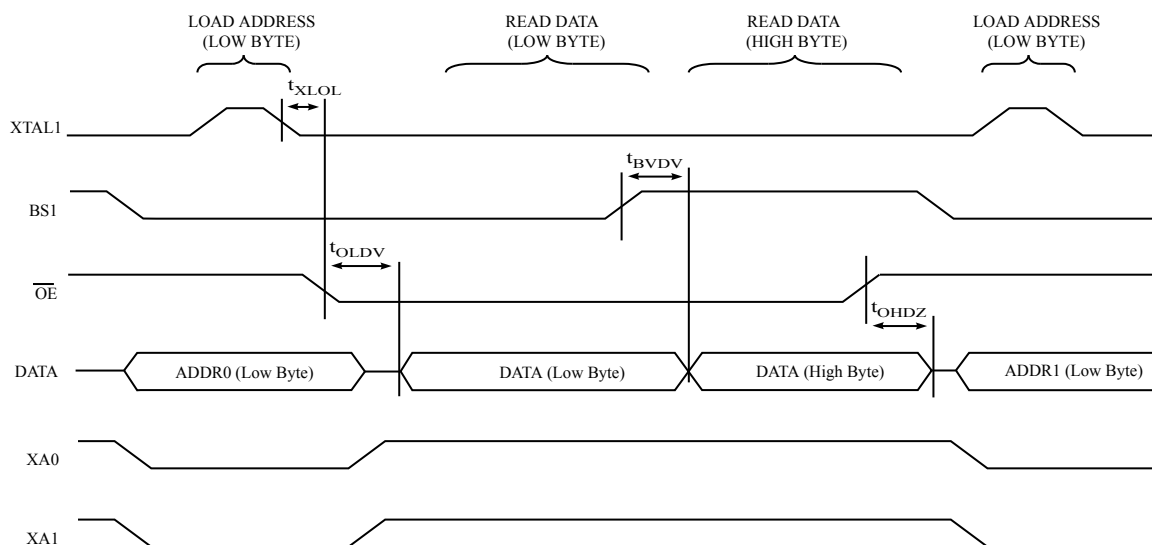 LOAD ADDRESS
(LOW BYTE)
READ DATA
(LOW BYTE)
READ DATA
(HIGH BYTE)
LOAD ADDRESS
(LOW BYTE)
tXLOL
XTAL1
tBVDV
BS1
tOLDV
OE
tOHDZ
DATA
ADDR0 (Low Byte)
DATA (Low Byte)
DATA (High Byte)
ADDR1 (Low Byte)
XA0
XA1